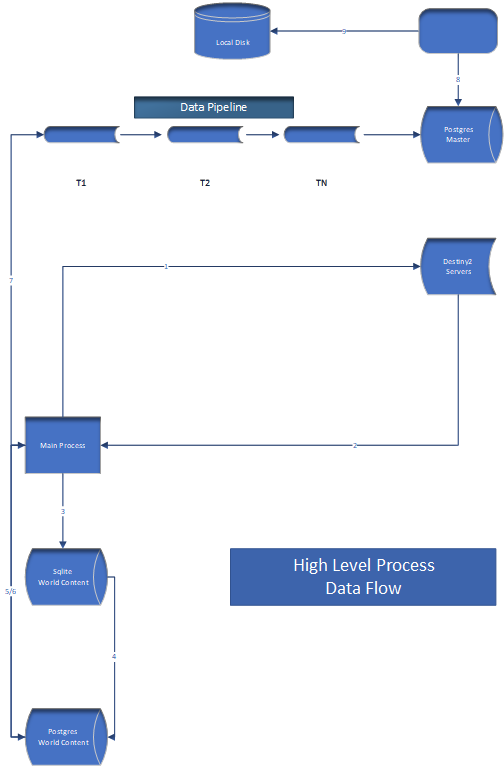 Local Disk
9
8
Data Pipeline
Postgres
Master
T1
T2
TN
7
1
Destiny2
Servers
Main Process
2
3
Sqlite
World Content
High Level Process
Data Flow
5/6
4
Postgres
World Content